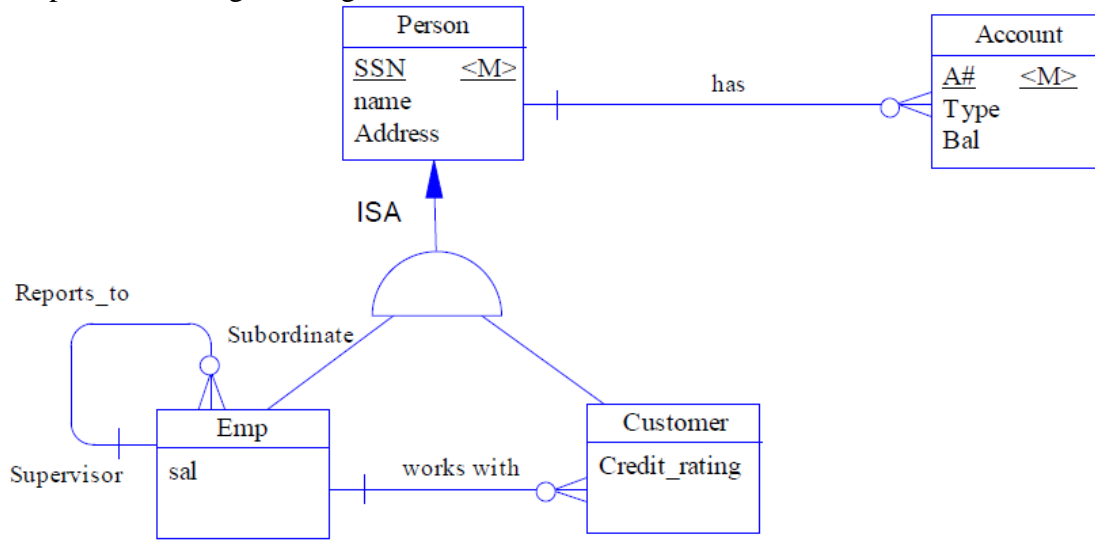 Person
SSN <M>
name
Address
has
Account
A# <M>
Type
Bal
ISA
Reports_to
Subordinate
Supervisor
Emp
sal
works with
Customer
Credit_rating